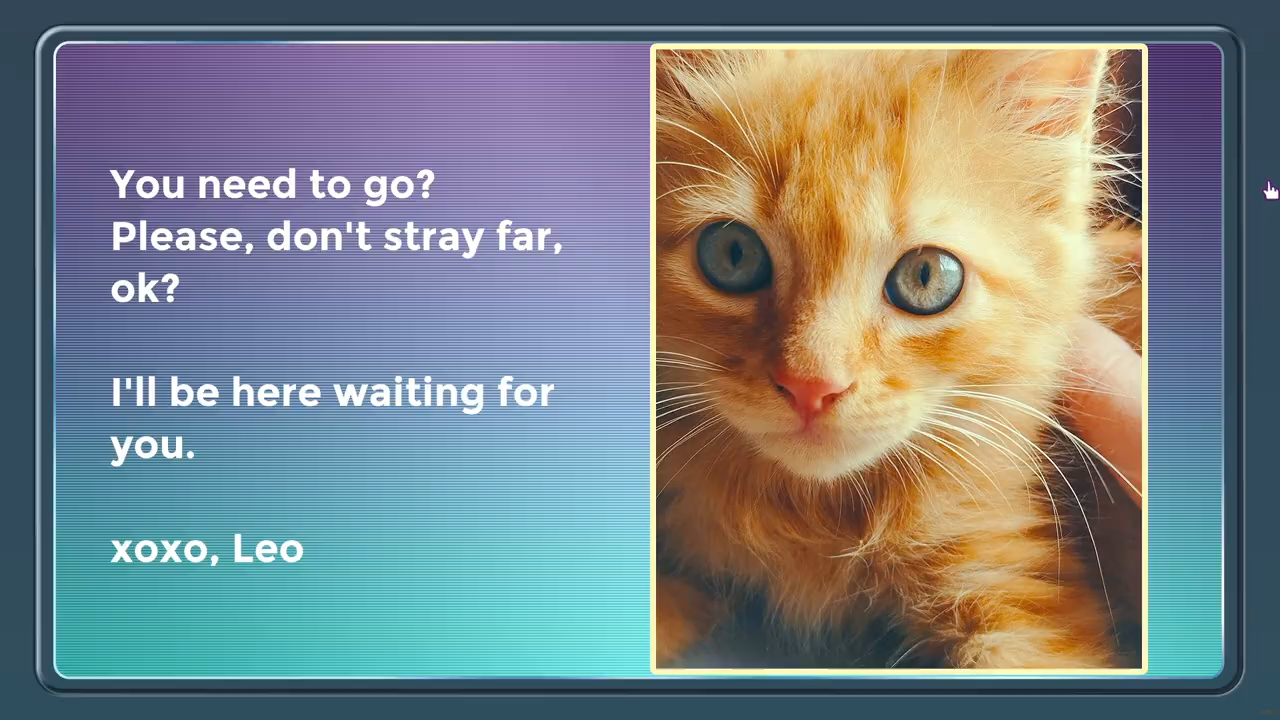 You need to go?
Please, don't stray far,
ok?
I'll be here waiting for
you.
xoxo, Leo